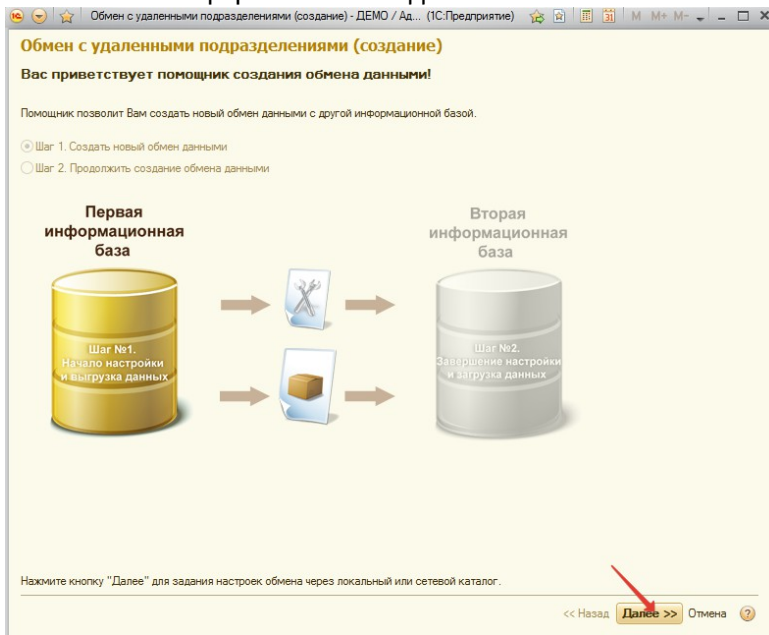 Обмен с удаленными подразделениями (создание) - ДЕМО / Ад... (1С:Предприятие) M M+ M-
Обмен с удаленными подразделениями (создание)
Вас приветствует помощник создания обмена данными!
Помощник позволит Вам создать новый обмен данными с другой информационной базой.
Шаг 1. Создать новый обмен данными
Шаг 2. Продолжить создание обмена данными
Первая
информационная
база
Вторая
информационная
база
Шаг №1.
Начало настройки
и выгрузка данных
Шаг №2.
Завершение настройки
и загрузка данных
Нажмите кнопку "Далее" для задания настроек обмена через локальный или сетевой каталог.
<< Назад Далее >> Отмена ?